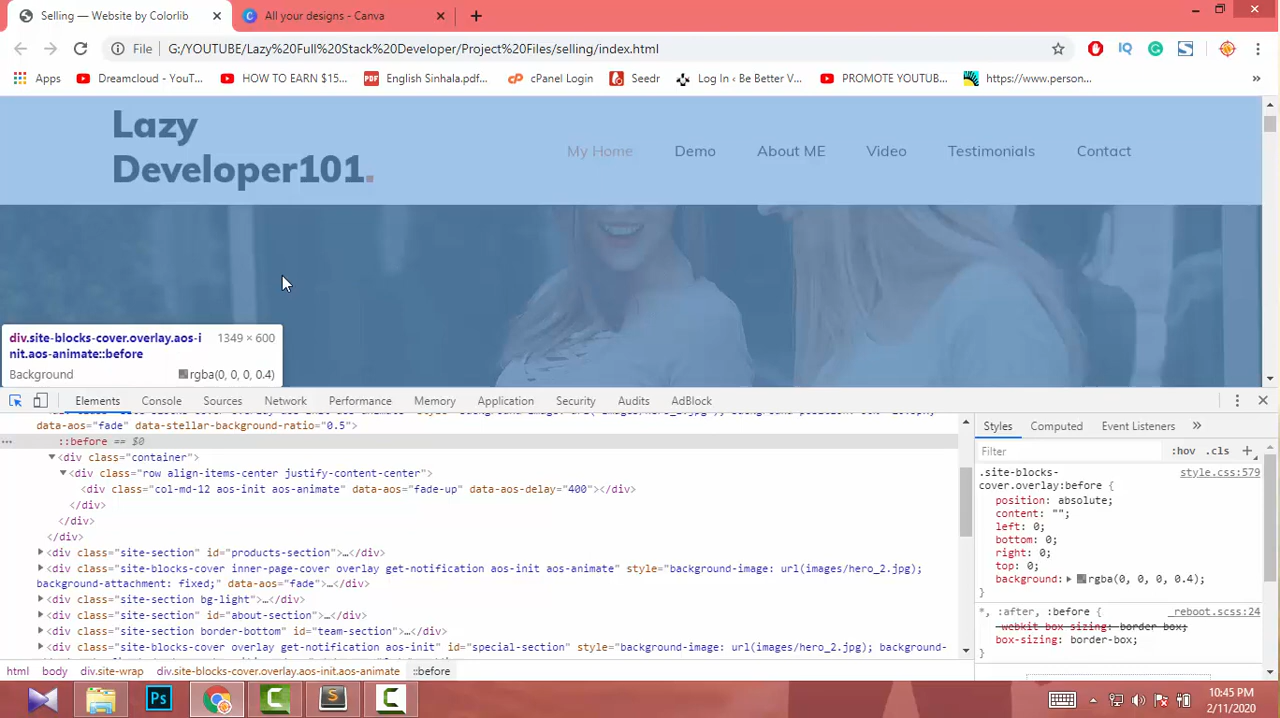 Selling — Website by Colorlib
All your designs - Canva
File
G:/YOUTUBE/Lazy%20Full%20Stack%20Developer/Project%20Files/selling/index.html
IQ
Apps
Dreamcloud - YouT...
HOW TO EARN $15...
PDF
English Sinhala.pdf...
cP
cPanel Login
Seedr
Log In ‹ Be Better V...
PROMOTE YOUTUB...
https://www.person...
»
Lazy
Developer101.
My Home
Demo
About ME
Video
Testimonials
Contact
div.site-blocks-cover.overlay.aos-i
nit.aos-animate::before
1349 × 600
Background
rgba(0, 0, 0, 0.4)
Elements
Console
Sources
Network
Performance
Memory
Application
Security
Audits
AdBlock
data-aos="fade" data-stellar-background-ratio="0.5">
::before == $0
<div class="container">
<div class="row align-items-center justify-content-center">
<div class="col-md-12 aos-init aos-animate" data-aos="fade-up" data-aos-delay="400"></div>
</div>
</div>
</div>
<div class="site-section" id="products-section">…</div>
<div class="site-blocks-cover inner-page-cover overlay get-notification aos-init aos-animate" style="background-image: url(images/hero_2.jpg);
background-attachment: fixed;" data-aos="fade">…</div>
<div class="site-section bg-light">…</div>
<div class="site-section" id="about-section">…</div>
<div class="site-section border-bottom" id="team-section">…</div>
<div class="site-blocks-cover overlay get-notification aos-init" id="special-section" style="background-image: url(images/hero_2.jpg); background-
html
body
div.site-wrap
div.site-blocks-cover.overlay.aos-init.aos-animate
::before
Styles
Computed
Event Listeners
»
Filter
:hov
.cls
+
.site-blocks-
style.css:579
cover.overlay:before {
position: absolute;
content: "";
left: 0;
bottom: 0;
right: 0;
top: 0;
background: rgba(0, 0, 0, 0.4);
}
*, :after, :before {
_reboot.scss:24
-webkit-box-sizing: border-box;
box-sizing: border-box;
}
Ps
10:45 PM
2/11/2020